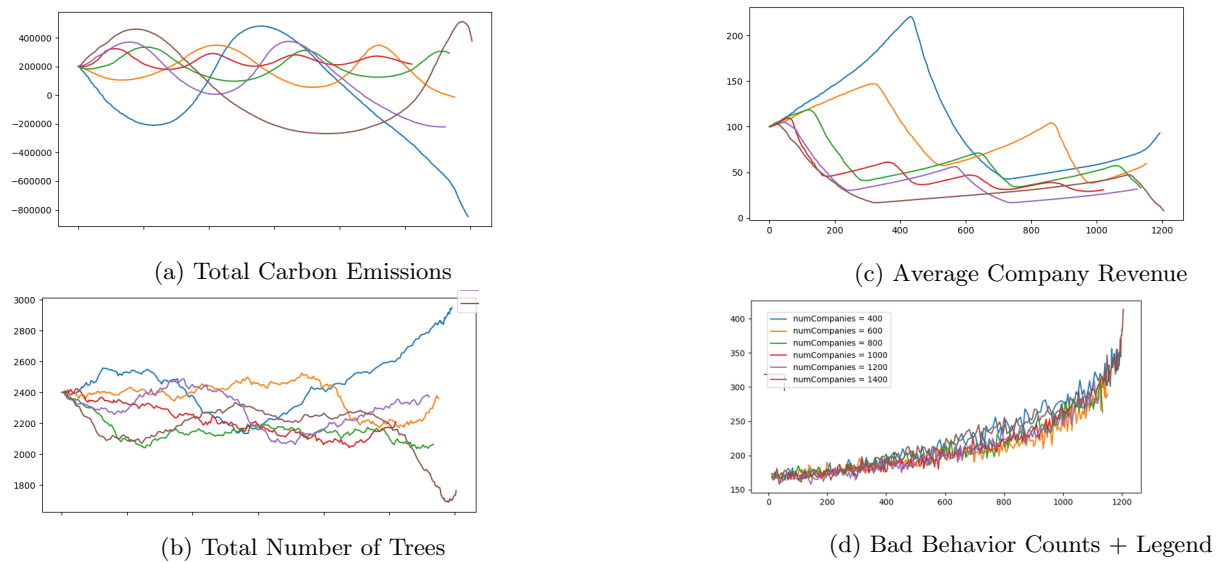 400000
200000
0
−200000
−400000
−600000
−800000
(a) Total Carbon Emissions
3000
2800
2600
2400
2200
2000
1800
(b) Total Number of Trees
200
150
100
50
0
0 200 400 600 800 1000 1200
(c) Average Company Revenue
400
350
300
250
200
150
numCompanies = 400
numCompanies = 600
numCompanies = 800
numCompanies = 1000
numCompanies = 1200
numCompanies = 1400
0 200 400 600 800 1000 1200
(d) Bad Behavior Counts + Legend